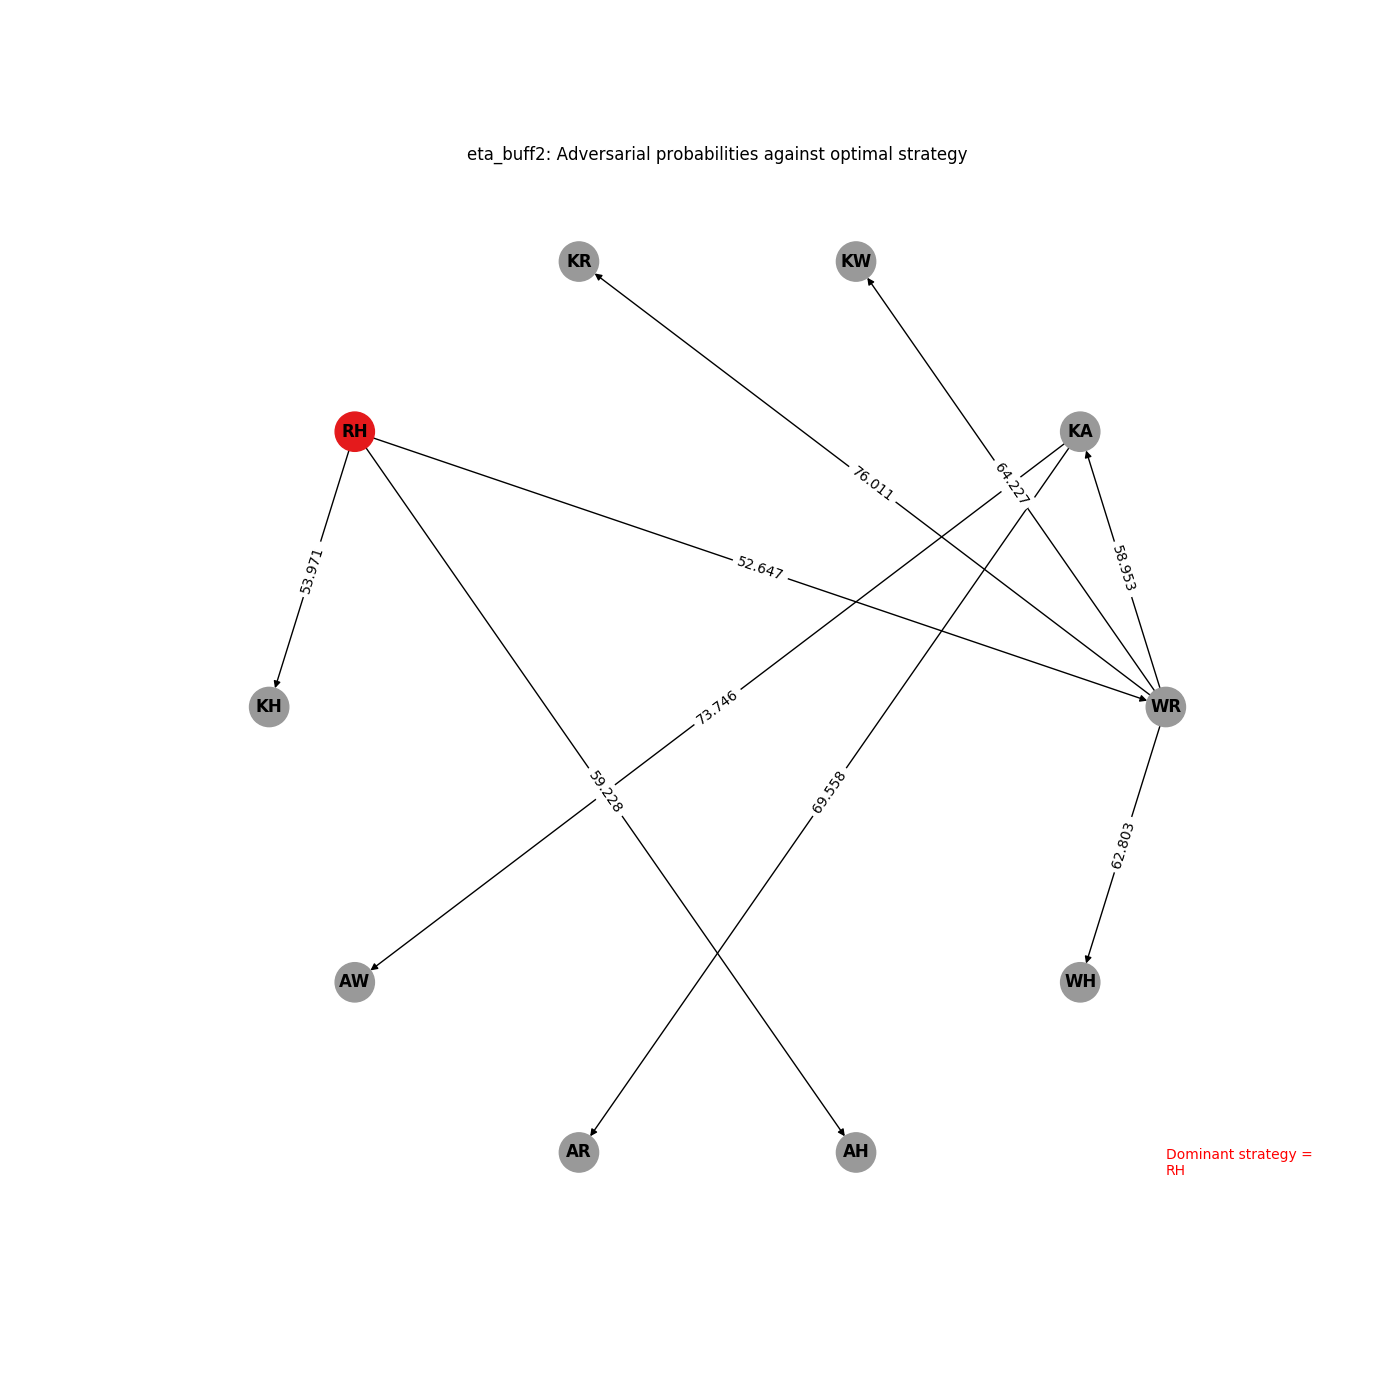 eta_buff2: Adversarial probabilities against optimal strategy
KR
KW
RH
KA
64.227
76.011
52.647
58.953
53.971
KH
73.746
WR
59.228
69.558
62.803
AW
WH
AR
AH
Dominant strategy =
RH